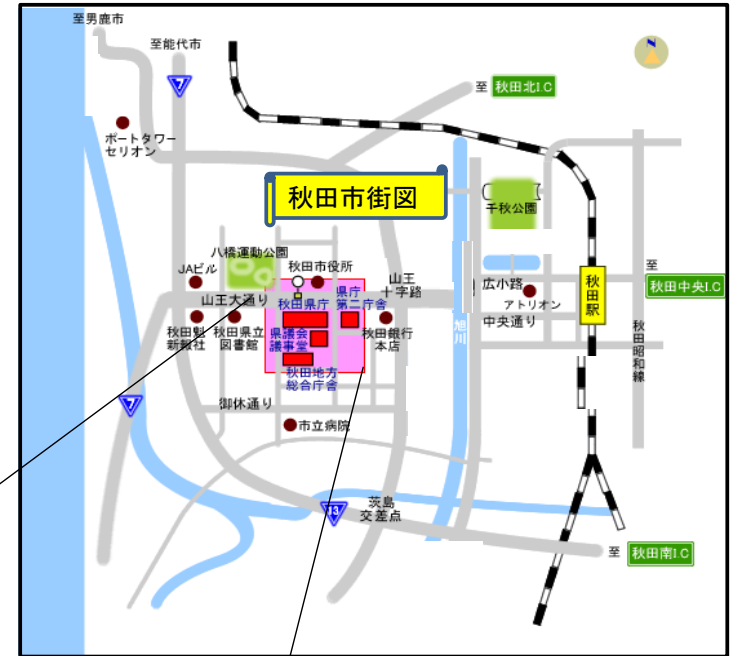 至男鹿市
至能代市
N
7
至 秋田北I.C
ポートタワー
セリオン
秋田市街図
千秋公園
八橋運動公園
JAビル
秋田市役所
山王
十字路
広小路
アトリオン
至
秋田中央I.C
秋田駅
山王大通り
秋田県庁
県庁
第二庁舎
中央通り
旭川
秋田昭和線
秋田魁
新報社
秋田県立
図書館
県議会
議事堂
秋田銀行
本店
秋田地方
総合庁舎
御休通り
7
市立病院
茨島
交差点
13
至 秋田南I.C